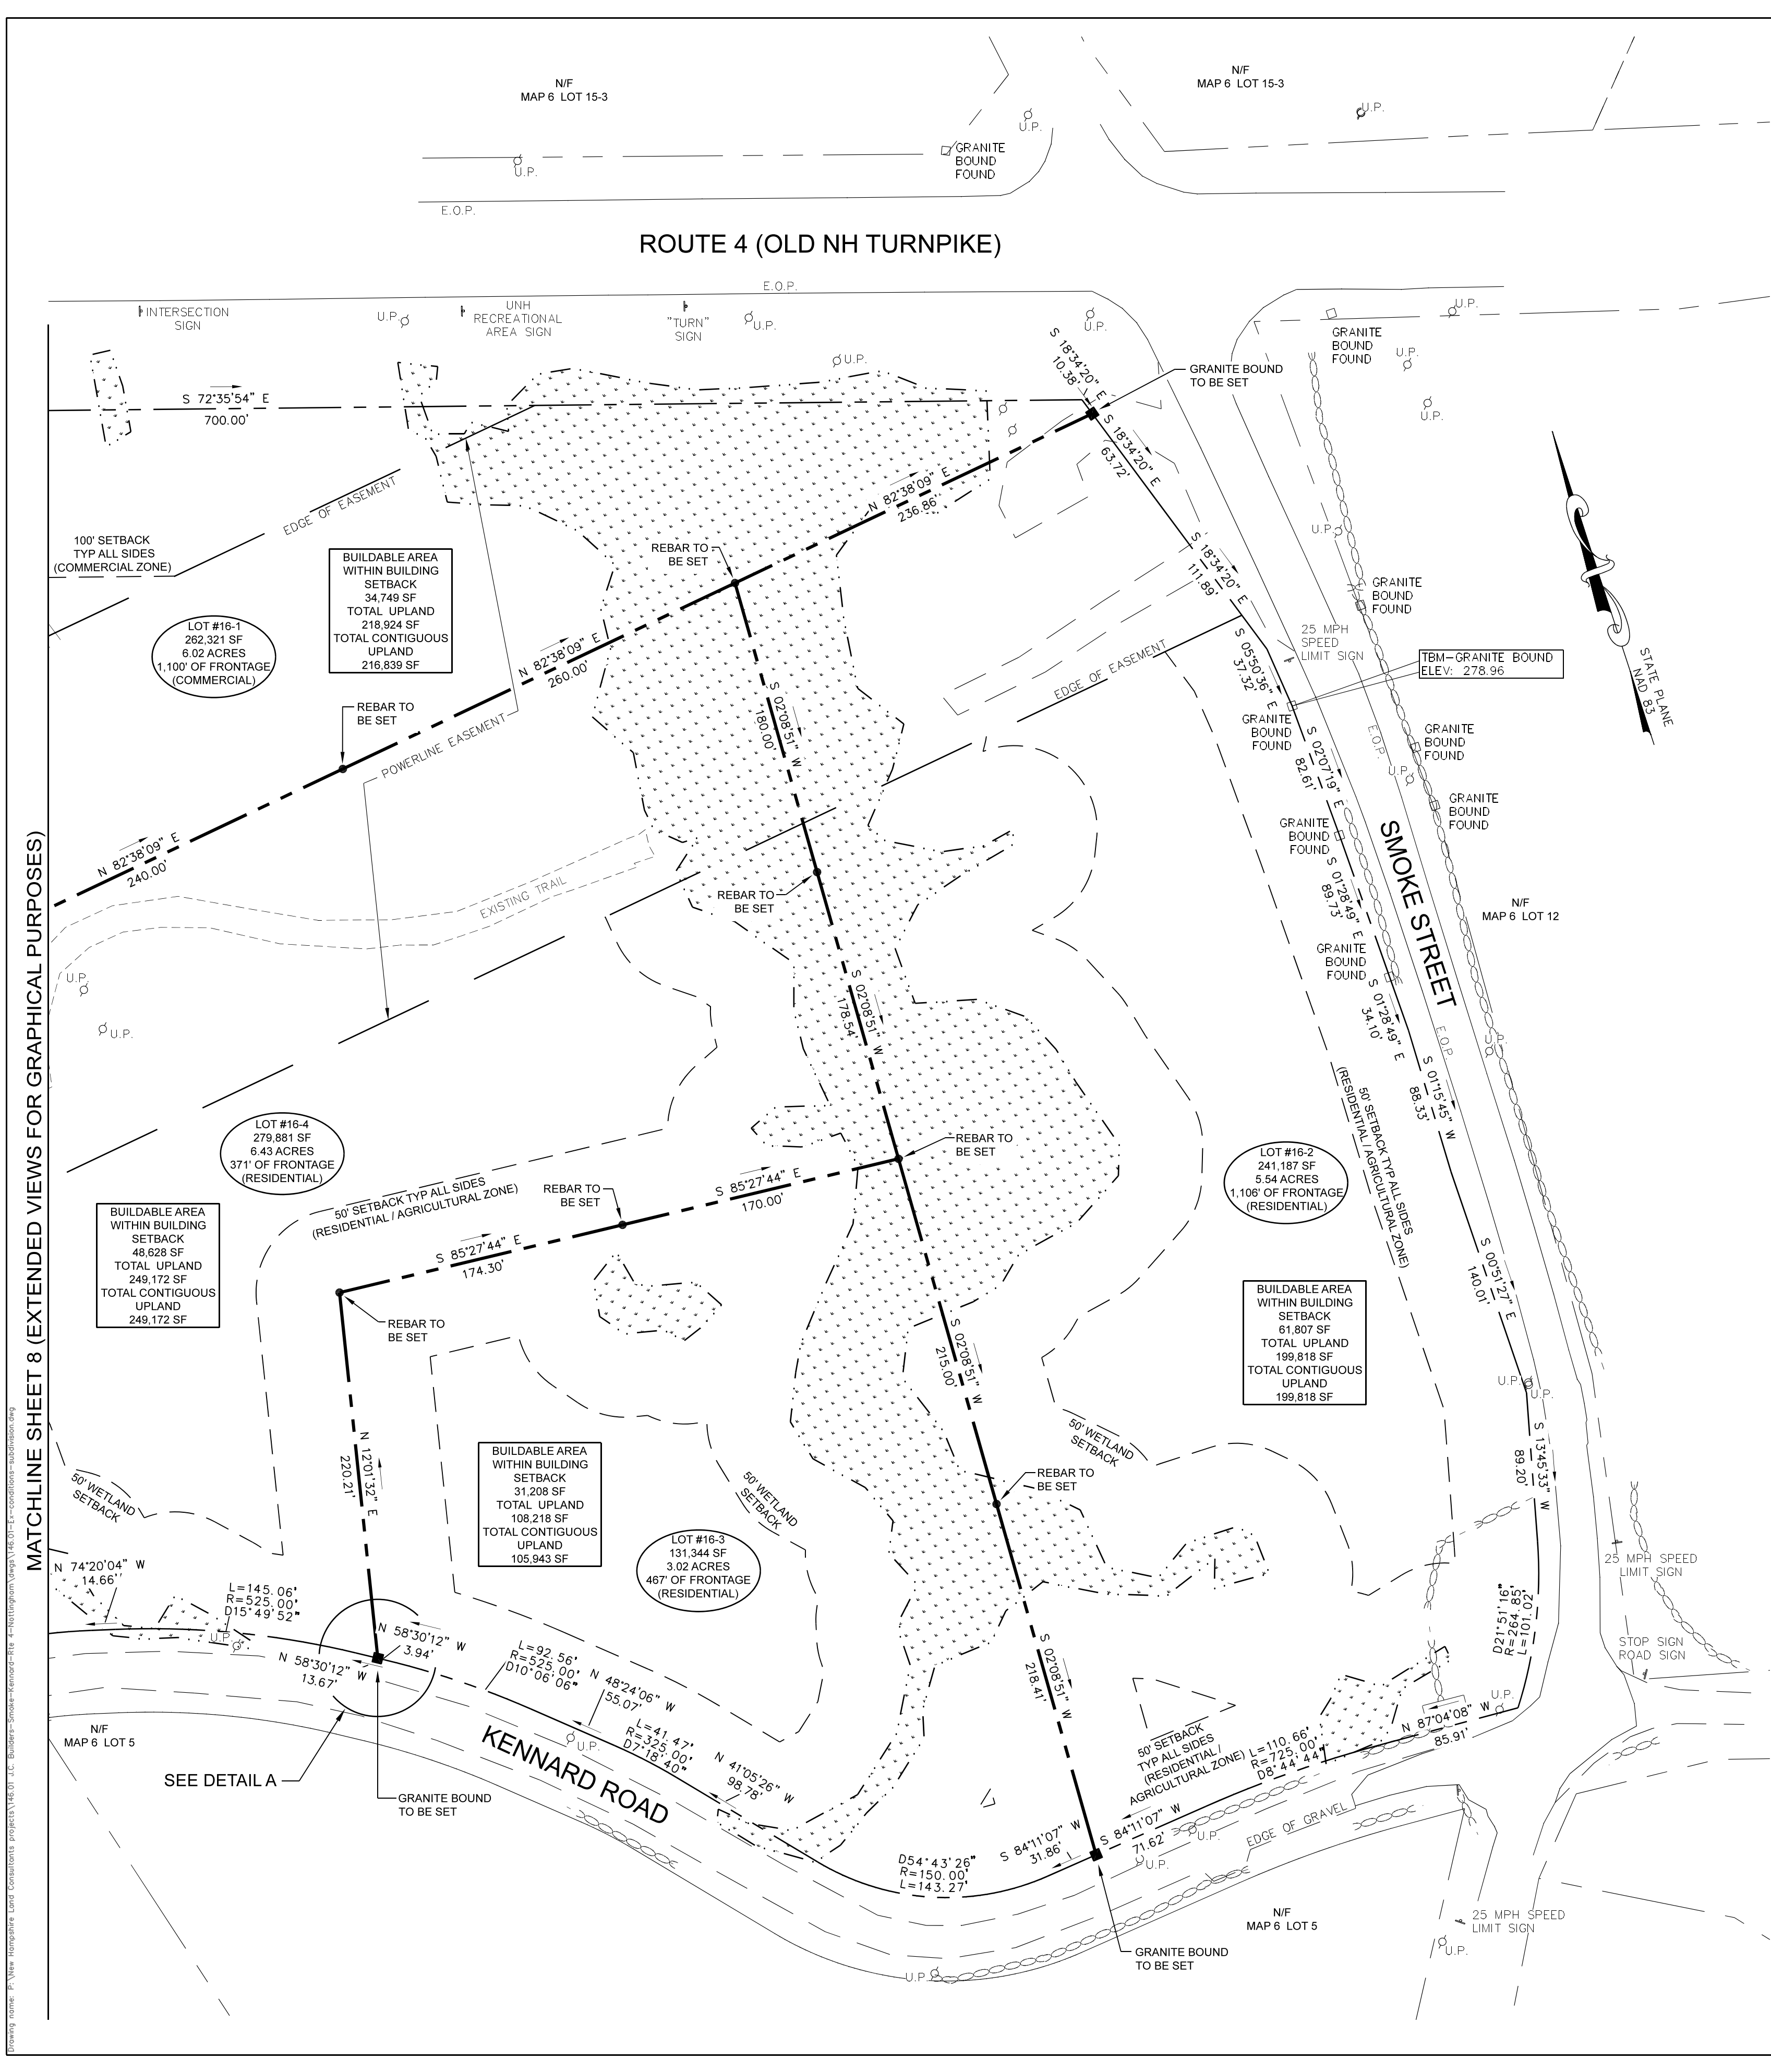 N/F
MAP 6 LOT 15-3
N/F
MAP 6 LOT 15-3
U.P.
U.P.
GRANITE
BOUND
FOUND
U.P.
E.O.P.
ROUTE 4 (OLD NH TURNPIKE)
E.O.P.
INTERSECTION
SIGN
U.P.
UNH
RECREATIONAL
AREA SIGN
"TURN"
SIGN
U.P.
U.P.
U.P.
GRANITE
BOUND
FOUND
U.P.
U.P.
U.P.
S 18°34'20" E
10.38'
GRANITE BOUND
TO BE SET
S 72°35'54" E
700.00'
S 18°34'20" E
63.72'
EDGE OF EASEMENT
N 82°38'09" E
236.86'
100' SETBACK
TYP ALL SIDES
(COMMERCIAL ZONE)
BUILDABLE AREA
WITHIN BUILDING
SETBACK
34,749 SF
TOTAL UPLAND
218,924 SF
TOTAL CONTIGUOUS
UPLAND
216,839 SF
REBAR TO
BE SET
S 18°34'20" E
111.89'
U.P.
GRANITE
BOUND
FOUND
LOT #16-1
262,321 SF
6.02 ACRES
1,100' OF FRONTAGE
(COMMERCIAL)
N 82°38'09" E
260.00'
25 MPH
SPEED
LIMIT SIGN
TBM-GRANITE BOUND
ELEV: 278.96
STATE PLANE
NAD 83
EDGE OF EASEMENT
S 05°50'36" E
37.32'
S 02°08'51" W
180.00'
REBAR TO
BE SET
POWERLINE EASEMENT
GRANITE
BOUND
FOUND
E.O.P.
GRANITE
BOUND
FOUND
S 02°07'19" E
82.61'
U.P.
GRANITE
BOUND
FOUND
GRANITE
BOUND
FOUND
SMOKE STREET
N 82°38'09" E
240.00'
EXISTING TRAIL
REBAR TO
BE SET
S 01°28'49" E
89.73'
N/F
MAP 6 LOT 12
GRANITE
BOUND
FOUND
U.P.
U.P.
S 02°08'51" W
178.54'
S 01°28'49" E
34.10'
E.O.P.
U.P.
S 01°15'45" W
88.33'
MATCHLINE SHEET 8 (EXTENDED VIEWS FOR GRAPHICAL PURPOSES)
LOT #16-4
279,881 SF
6.43 ACRES
371' OF FRONTAGE
(RESIDENTIAL)
REBAR TO
BE SET
LOT #16-2
241,187 SF
5.54 ACRES
1,106' OF FRONTAGE
(RESIDENTIAL)
50' SETBACK TYP ALL SIDES
(RESIDENTIAL / AGRICULTURAL ZONE)
50' SETBACK TYP ALL SIDES
(RESIDENTIAL / AGRICULTURAL ZONE)
REBAR TO
BE SET
S 85°27'44" E
170.00'
S 85°27'44" E
174.30'
BUILDABLE AREA
WITHIN BUILDING
SETBACK
48,628 SF
TOTAL UPLAND
249,172 SF
TOTAL CONTIGUOUS
UPLAND
249,172 SF
REBAR TO
BE SET
S 00°51'27" E
140.01'
BUILDABLE AREA
WITHIN BUILDING
SETBACK
61,807 SF
TOTAL UPLAND
199,818 SF
TOTAL CONTIGUOUS
UPLAND
199,818 SF
S 02°08'51" W
215.00'
U.P.
U.P.
N 12°01'32" E
220.21'
BUILDABLE AREA
WITHIN BUILDING
SETBACK
31,208 SF
TOTAL UPLAND
108,218 SF
TOTAL CONTIGUOUS
UPLAND
105,943 SF
50' WETLAND
SETBACK
50' WETLAND
SETBACK
50' WETLAND
SETBACK
REBAR TO
BE SET
S 13°45'33" W
89.20'
LOT #16-3
131,344 SF
3.02 ACRES
467' OF FRONTAGE
(RESIDENTIAL)
25 MPH SPEED
LIMIT SIGN
N 74°20'04" W
14.66'
L=145.06'
R=525.00'
D15°49'52"
U.P.
N 58°30'12" W
3.94'
N 58°30'12" W
13.67'
L=92.56'
R=525.00'
D10°06'06"
N 48°24'06" W
55.07'
S 02°08'51" W
218.41'
D21°51'16"
R=264.85'
L=101.02'
STOP SIGN
ROAD SIGN
U.P.
N 87°04'08" W
85.91'
N/F
MAP 6 LOT 5
SEE DETAIL A
KENNARD ROAD
U.P.
L=41.47'
R=325.00'
D7°18'40"
N 41°05'26" W
98.78'
50' SETBACK
TYP ALL SIDES
(RESIDENTIAL /
AGRICULTURAL ZONE)
L=110.66'
R=725.00'
D8°44'44"
GRANITE BOUND
TO BE SET
S 84°11'07" W
71.62'
S 84°11'07" W
31.86'
EDGE OF GRAVEL
U.P.
U.P.
D54°43'26"
R=150.00'
L=143.27'
N/F
MAP 6 LOT 5
25 MPH SPEED
LIMIT SIGN
U.P.
GRANITE BOUND
TO BE SET
U.P.
Drawing name: P:\New Hampshire Land Consultants projects\146.01 J.C. Builders-Smoke-Kennard-Rte 4-Nottingham\dwgs\146.01-Ex-conditions-subdivision.dwg